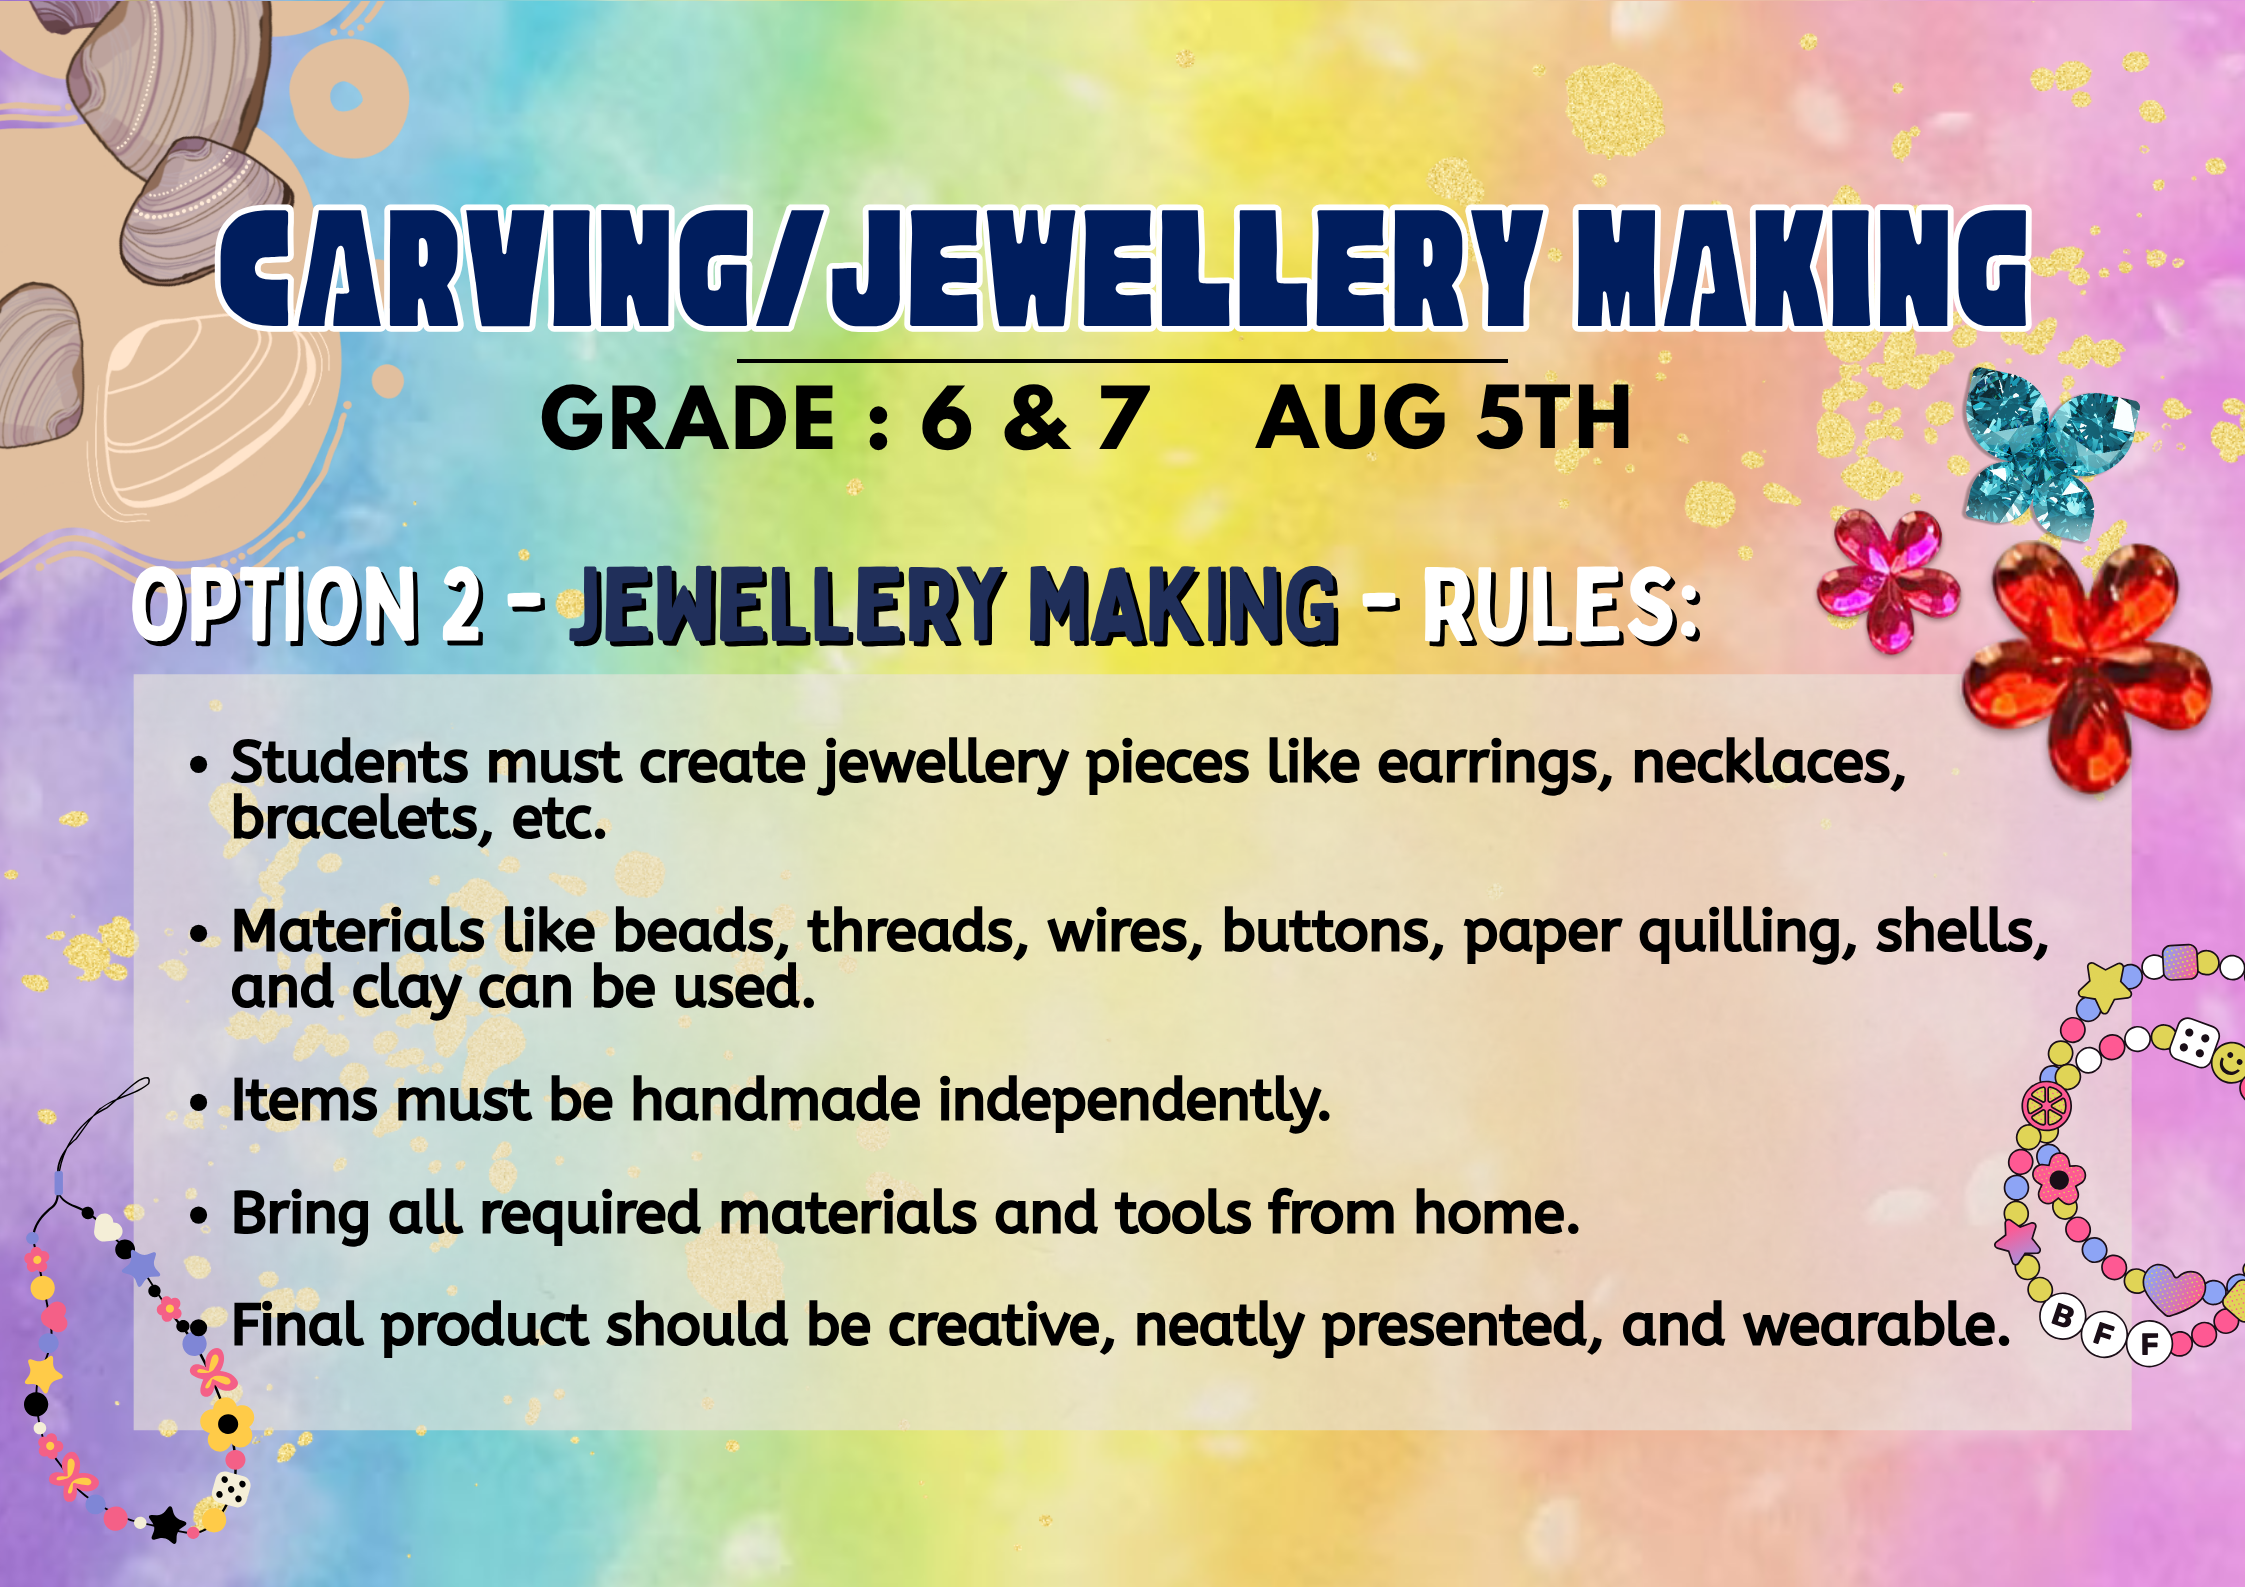 CARVING/JEWELLERY MAKING
GRADE : 6 & 7 AUG 5TH
OPTION 2 - JEWELLERY MAKING - RULES:
• Students must create jewellery pieces like earrings, necklaces,
bracelets, etc.
• Materials like beads, threads, wires, buttons, paper quilling, shells,
and clay can be used.
• Items must be handmade independently.
• Bring all required materials and tools from home.
• Final product should be creative, neatly presented, and wearable.
B F F